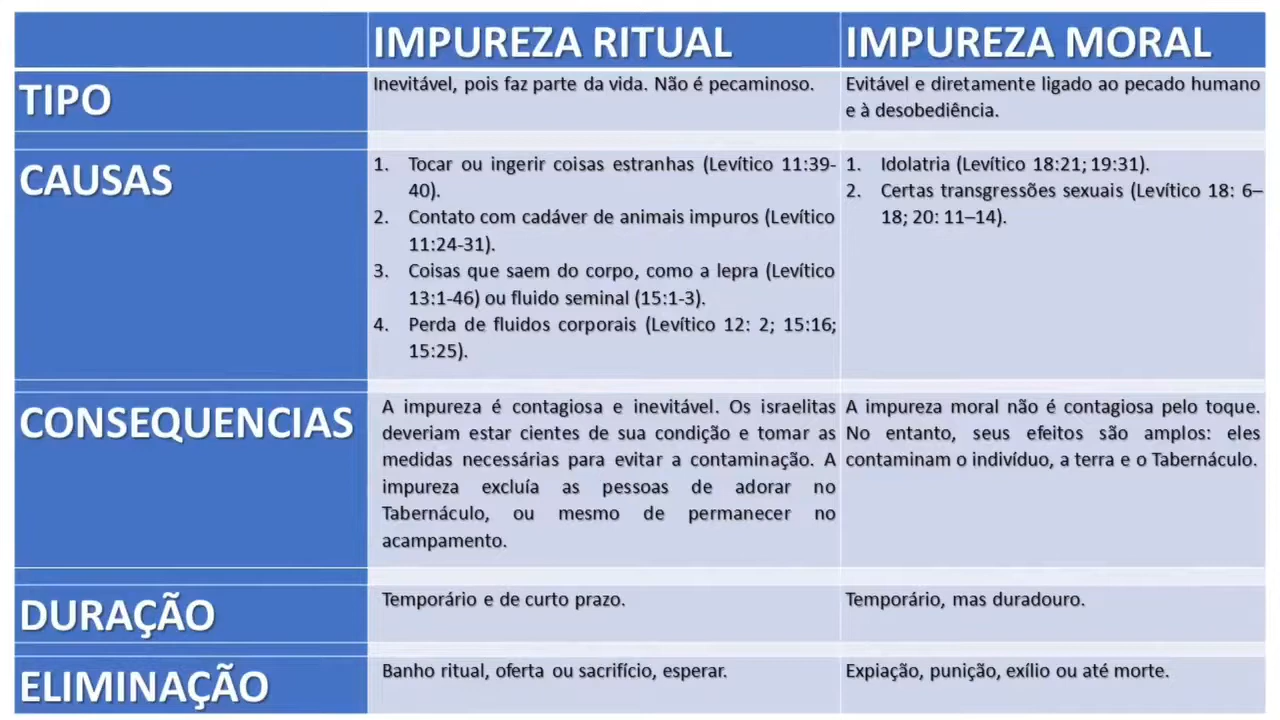 IMPUREZA RITUAL
IMPUREZA MORAL
TIPO
Inevitável, pois faz parte da vida. Não é pecaminoso.
Evitável e diretamente ligado ao pecado humano
e à desobediência.
CAUSAS
1. Tocar ou ingerir coisas estranhas (Levítico 11:39-
40).
2. Contato com cadáver de animais impuros (Levítico
11:24-31).
3. Coisas que saem do corpo, como a lepra (Levítico
13:1-46) ou fluido seminal (15:1-3).
4. Perda de fluidos corporais (Levítico 12: 2; 15:16;
15:25).
1. Idolatria (Levítico 18:21; 19:31).
2. Certas transgressões sexuais (Levítico 18: 6–
18; 20: 11–14).
CONSEQUENCIAS
A impureza é contagiosa e inevitável. Os israelitas
deveriam estar cientes de sua condição e tomar as
medidas necessárias para evitar a contaminação. A
impureza excluía as pessoas de adorar no
Tabernáculo, ou mesmo de permanecer no
acampamento.
A impureza moral não é contagiosa pelo toque.
No entanto, seus efeitos são amplos: eles
contaminam o indivíduo, a terra e o Tabernáculo.
DURAÇÃO
Temporário e de curto prazo.
Temporário, mas duradouro.
ELIMINAÇÃO
Banho ritual, oferta ou sacrifício, esperar.
Expiação, punição, exílio ou até morte.